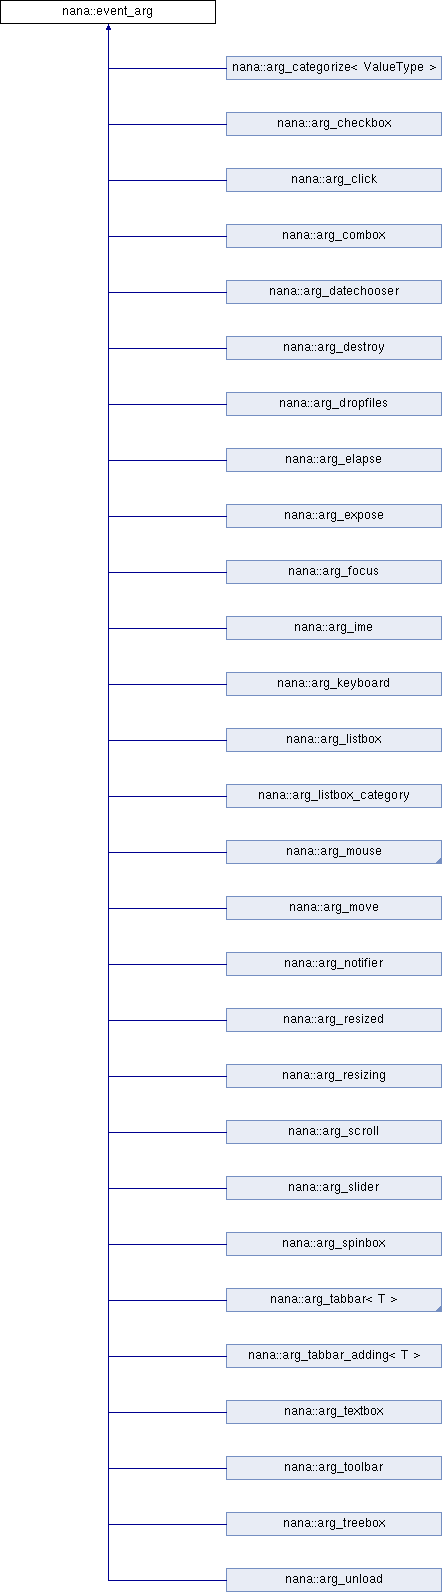 nana::event_arg
nana::arg_categorize< ValueType >
nana::arg_checkbox
nana::arg_click
nana::arg_combox
nana::arg_datechooser
nana::arg_destroy
nana::arg_dropfiles
nana::arg_elapse
nana::arg_expose
nana::arg_focus
nana::arg_ime
nana::arg_keyboard
nana::arg_listbox
nana::arg_listbox_category
nana::arg_mouse
nana::arg_move
nana::arg_notifier
nana::arg_resized
nana::arg_resizing
nana::arg_scroll
nana::arg_slider
nana::arg_spinbox
nana::arg_tabbar< T >
nana::arg_tabbar_adding< T >
nana::arg_textbox
nana::arg_toolbar
nana::arg_treebox
nana::arg_unload